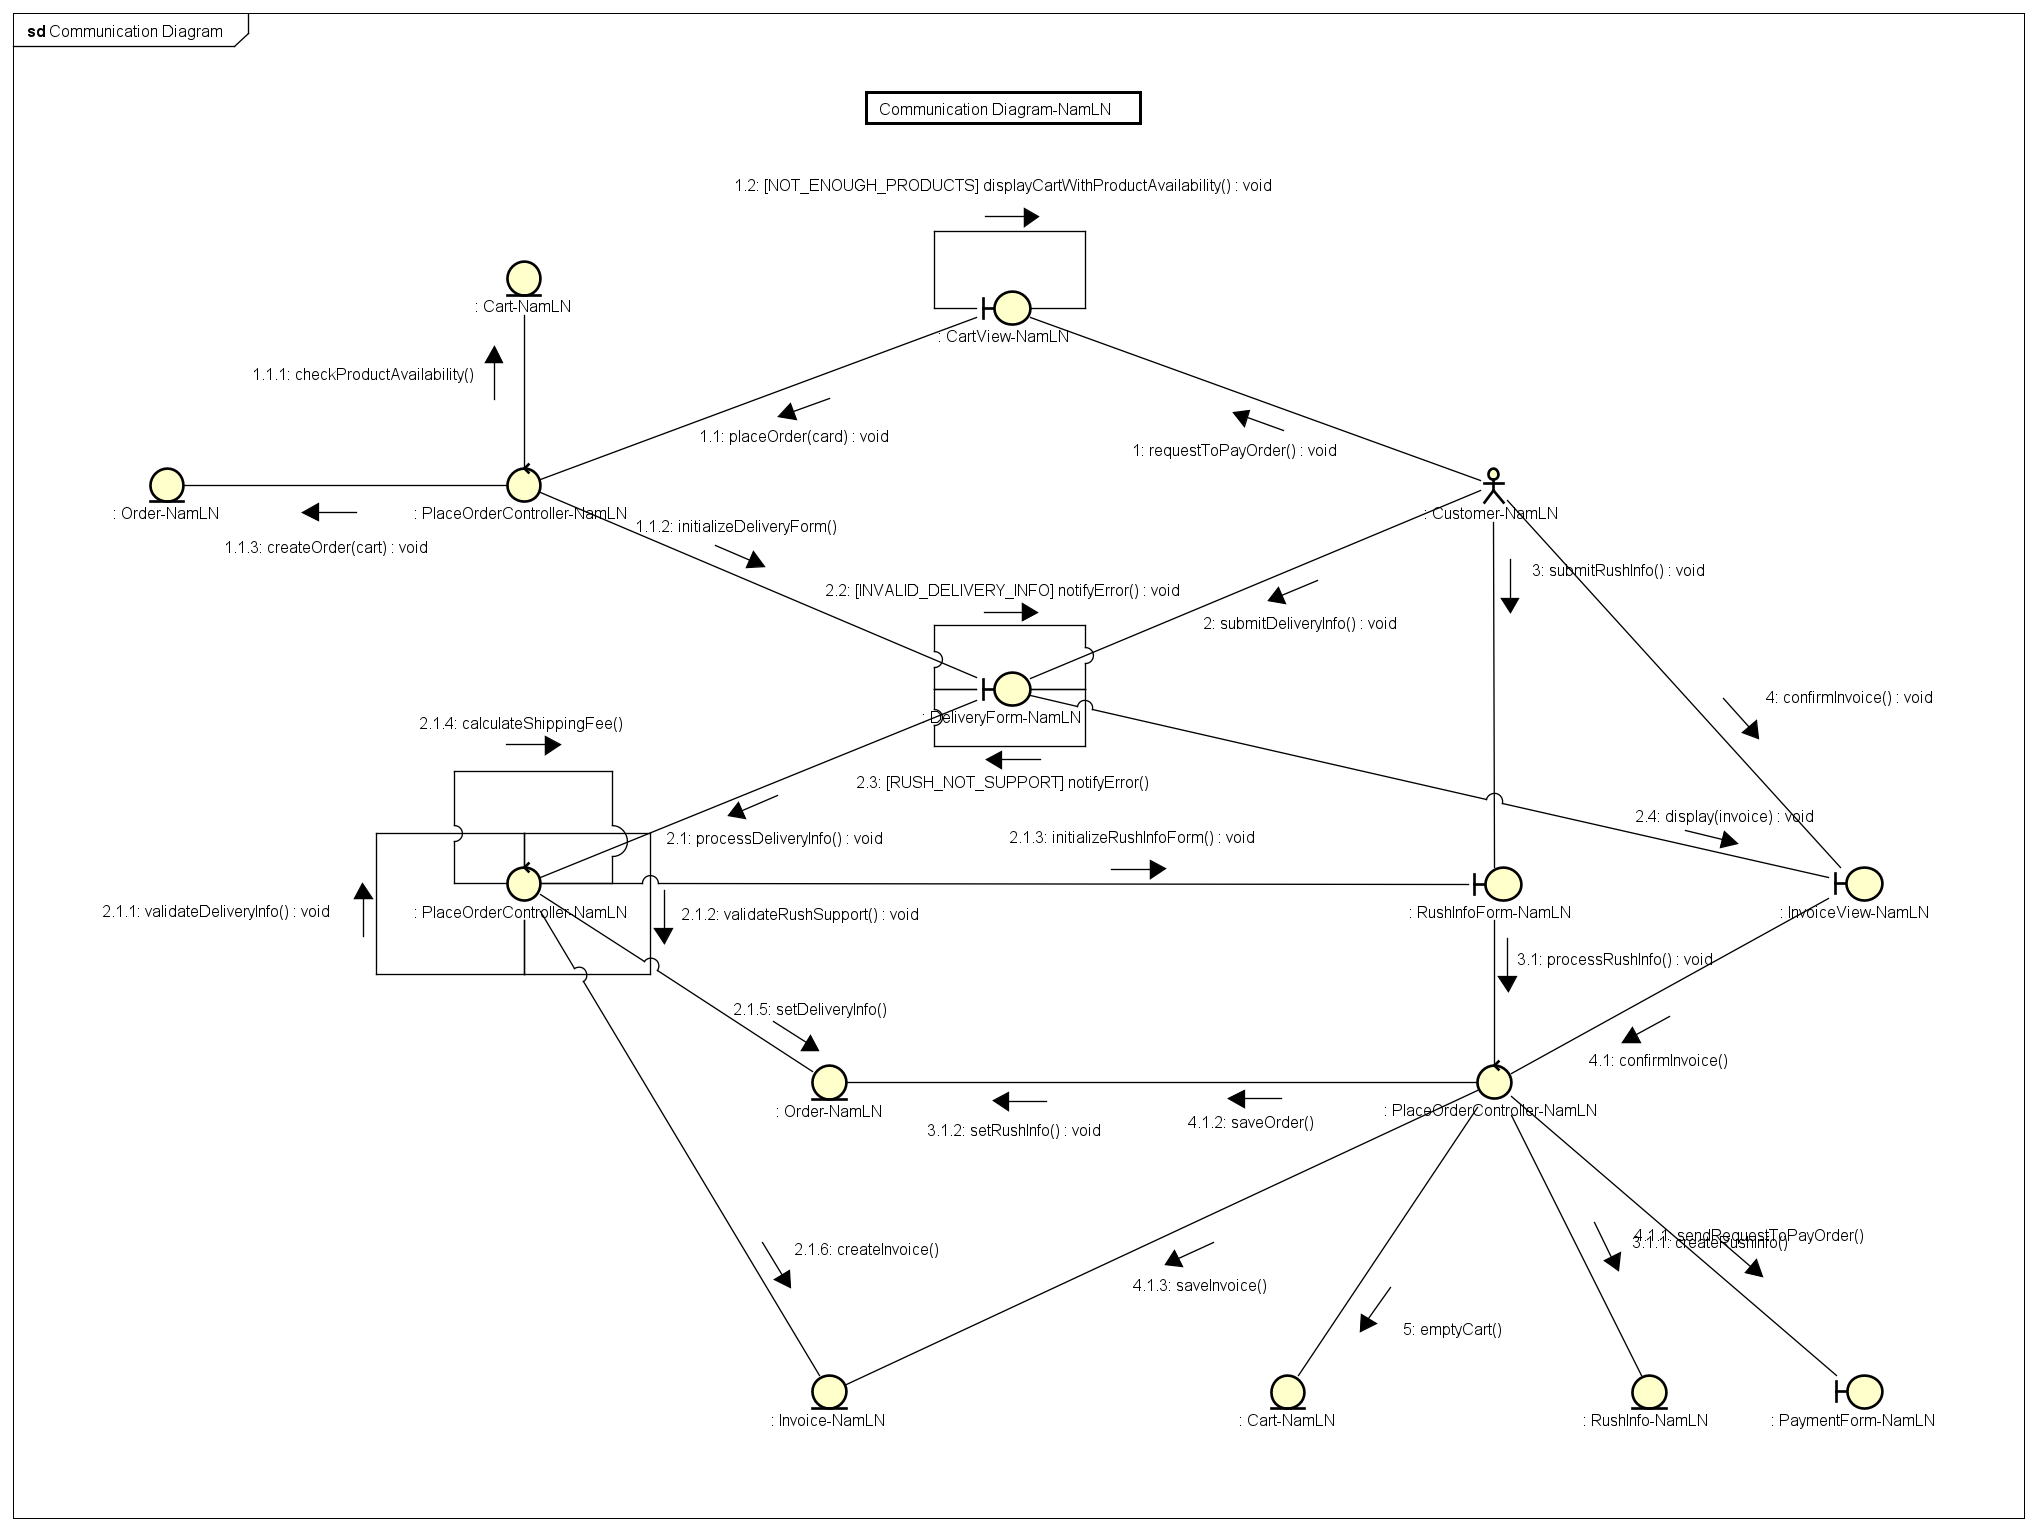 sd Communication Diagram
Communication Diagram-NamLN
1.2: [NOT_ENOUGH_PRODUCTS] displayCartWithProductAvailability() : void
: Cart-NamLN
: CartView-NamLN
1.1.1: checkProductAvailability()
1.1: placeOrder(card) : void
1: requestToPayOrder() : void
: Order-NamLN
: PlaceOrderController-NamLN
: Customer-NamLN
1.1.2: initializeDeliveryForm()
1.1.3: createOrder(cart) : void
3: submitRushInfo() : void
2.2: [INVALID_DELIVERY_INFO] notifyError() : void
2: submitDeliveryInfo() : void
4: confirmInvoice() : void
: DeliveryForm-NamLN
2.1.4: calculateShippingFee()
2.3: [RUSH_NOT_SUPPORT] notifyError()
2.4: display(invoice) : void
2.1: processDeliveryInfo() : void
2.1.3: initializeRushInfoForm() : void
2.1.1: validateDeliveryInfo() : void
: PlaceOrderController-NamLN
2.1.2: validateRushSupport() : void
: RushInfoForm-NamLN
: InvoiceView-NamLN
3.1: processRushInfo() : void
2.1.5: setDeliveryInfo()
4.1: confirmInvoice()
: Order-NamLN
: PlaceOrderController-NamLN
3.1.2: setRushInfo() : void
4.1.2: saveOrder()
4.1.1: sendRequestToPayOrder()
3.1.1: createRushInfo()
2.1.6: createInvoice()
4.1.3: saveInvoice()
5: emptyCart()
: Invoice-NamLN
: Cart-NamLN
: RushInfo-NamLN
: PaymentForm-NamLN